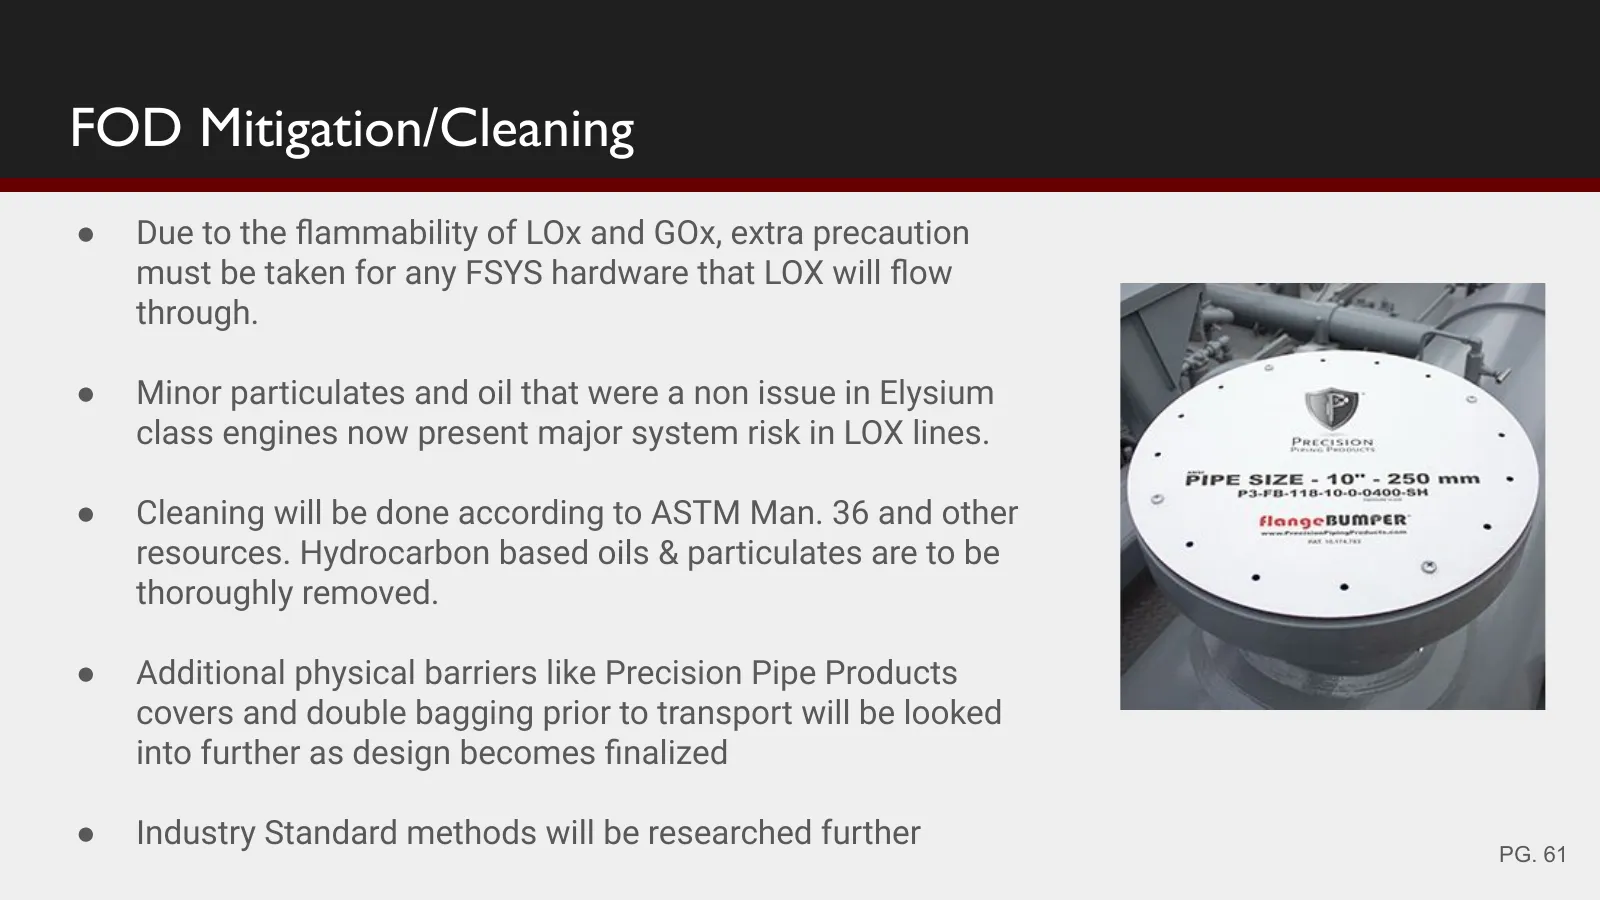 FOD Mitigation/Cleaning
● Due to the flammability of LOx and GOx, extra precaution
must be taken for any FSYS hardware that LOX will flow
through.
● Minor particulates and oil that were a non issue in Elysium
class engines now present major system risk in LOX lines.
● Cleaning will be done according to ASTM Man. 36 and other
resources. Hydrocarbon based oils & particulates are to be
thoroughly removed.
● Additional physical barriers like Precision Pipe Products
covers and double bagging prior to transport will be looked
into further as design becomes finalized
● Industry Standard methods will be researched further
PRECISION
PIPING PRODUCTS
PIPE SIZE - 10" - 250 mm
P3-FB-118-10-0-0400-SH
flangeBUMPER
www.PrecisionPipingProducts.com
PG. 61